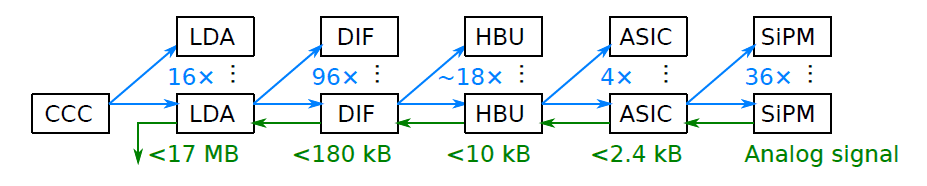 LDA DIF HBU ASIC SiPM
16× ⋮ 96× ⋮ ~18× ⋮ 4× ⋮ 36× ⋮
CCC LDA DIF HBU ASIC SiPM
<17 MB <180 kB <10 kB <2.4 kB Analog signal